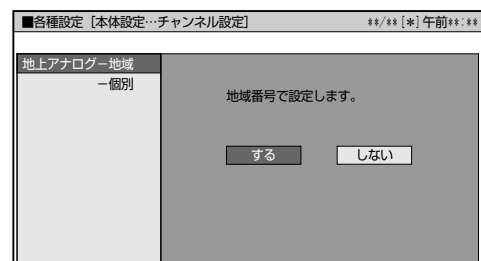 ■各種設定［本体設定…チャンネル設定］ **/**[*]午前**:**
地上アナログ－地域
－個別
地域番号で設定します。
する しない